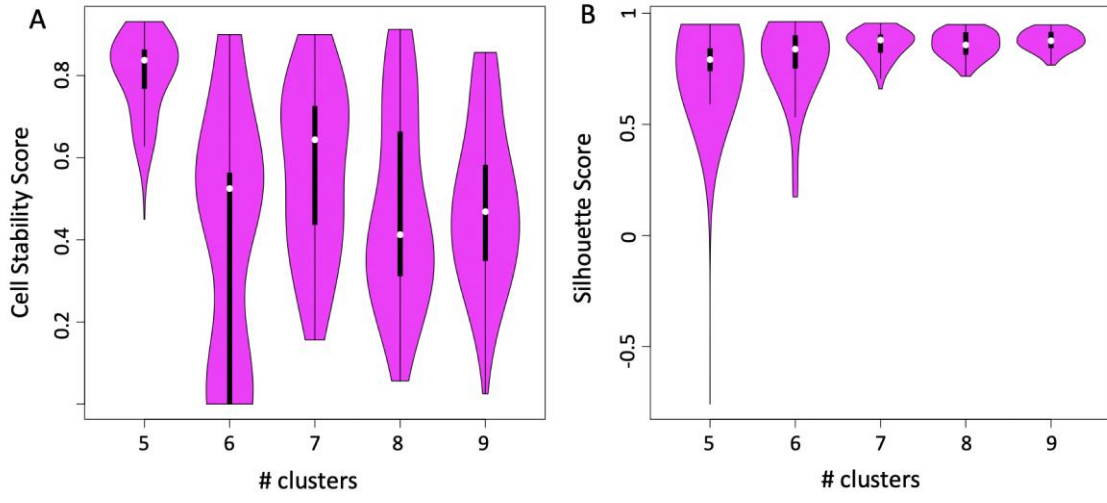 A
Cell Stability Score
0.8
0.6
0.4
0.2
5 6 7 8 9
# clusters
B
Silhouette Score
1
0.5
0
-0.5
5 6 7 8 9
# clusters